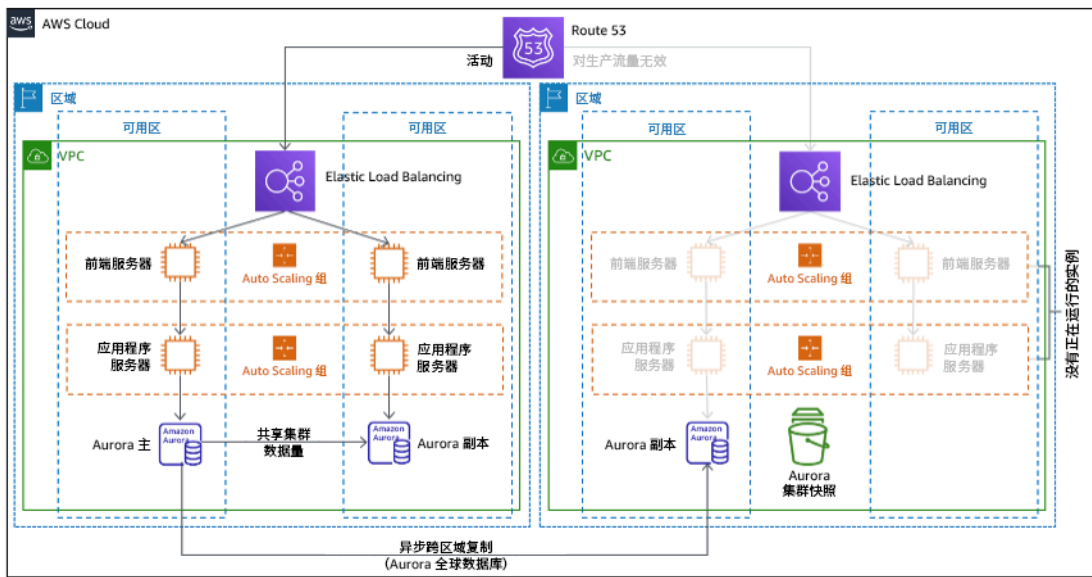 aws
AWS Cloud
53
Route 53
活动
对生产流量无效
区域
可用区
可用区
VPC
Elastic Load Balancing
前端服务器
Auto Scaling 组
前端服务器
应用程序
服务器
Auto Scaling 组
应用程序
服务器
Aurora 主
Amazon
Aurora
共享集群
数据量
Amazon
Aurora
Aurora 副本
区域
可用区
可用区
VPC
Elastic Load Balancing
前端服务器
Auto Scaling 组
前端服务器
应用程序
服务器
Auto Scaling 组
应用程序
服务器
没有正在运行的实例
Aurora 副本
Amazon
Aurora
Aurora
集群快照
异步跨区域复制
(Aurora 全球数据库)